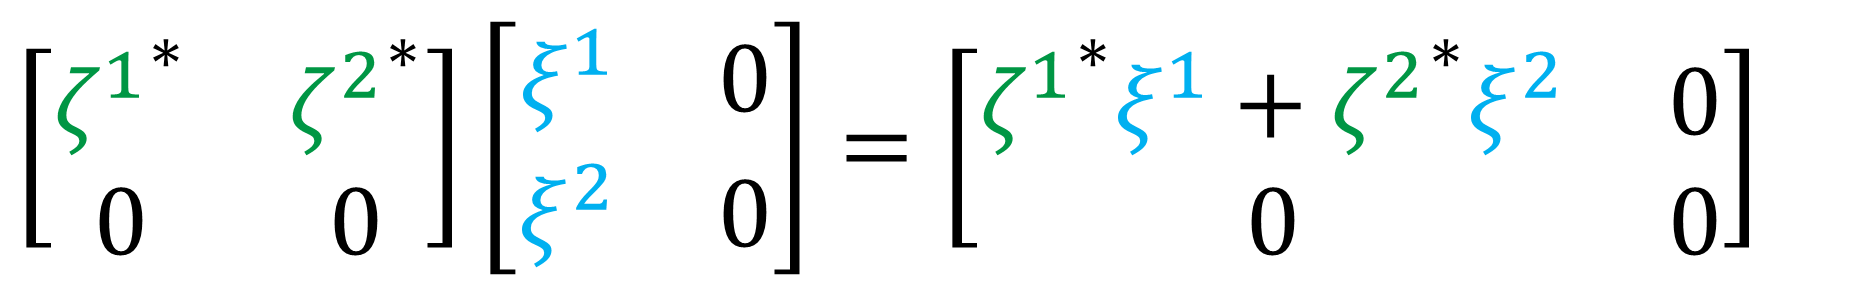 [ζ¹* ζ²*] [ξ¹ 0] = [ζ¹*ξ¹ + ζ²*ξ² 0]
[0 0] [ξ² 0] [0 0]